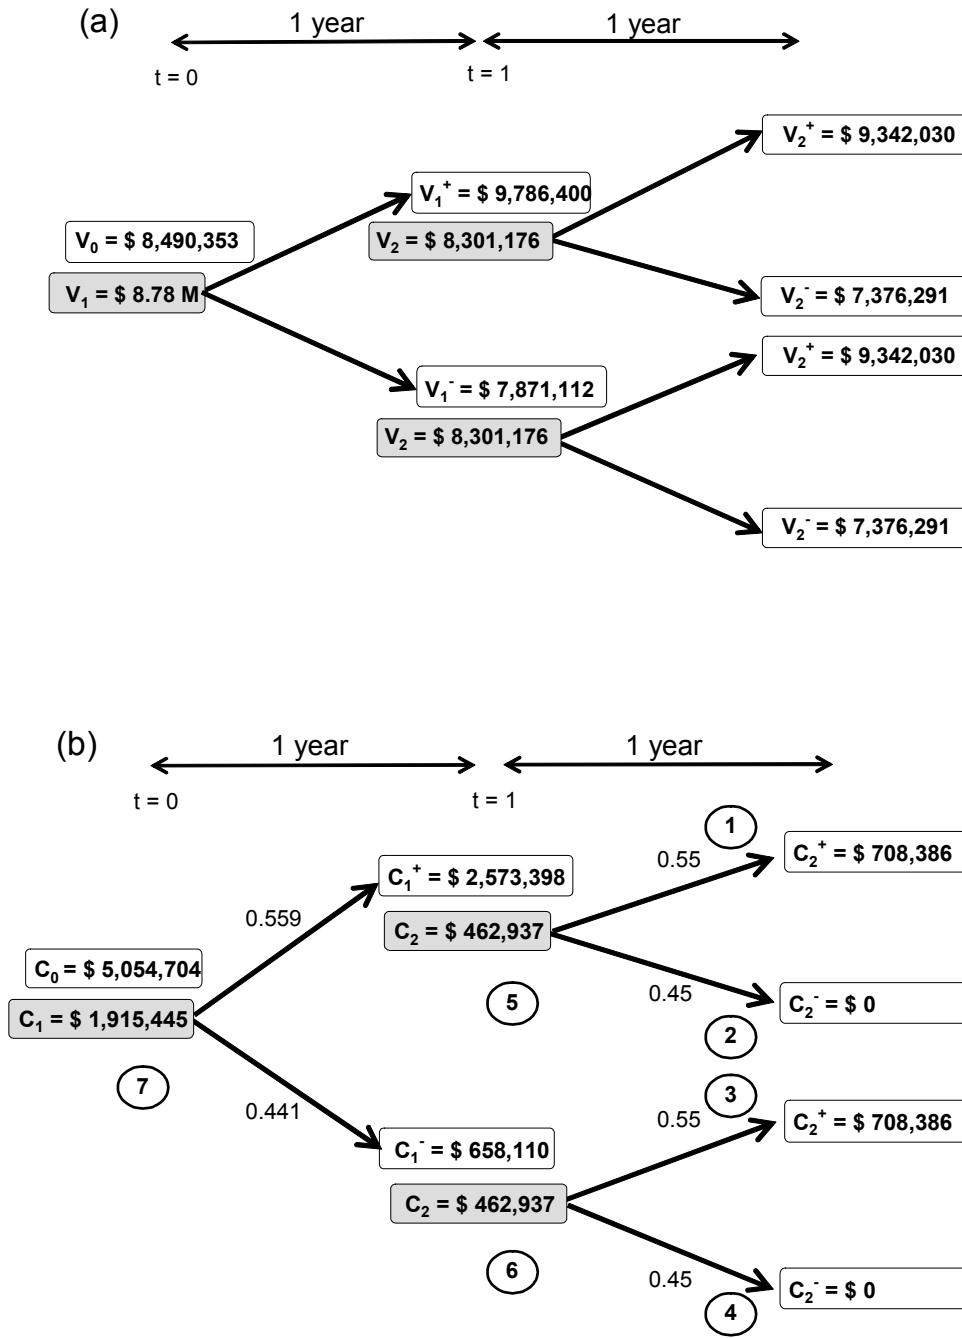 (a)
1 year
1 year
t = 0
t = 1
V₂⁺ = $ 9,342,030
V₁⁺ = $ 9,786,400
V₀ = $ 8,490,353
V₂ = $ 8,301,176
V₁ = $ 8.78 M
V₂⁻ = $ 7,376,291
V₂⁺ = $ 9,342,030
V₁⁻ = $ 7,871,112
V₂ = $ 8,301,176
V₂⁻ = $ 7,376,291
(b)
1 year
1 year
t = 0
t = 1
1
0.55
C₂⁺ = $ 708,386
C₁⁺ = $ 2,573,398
0.559
C₂ = $ 462,937
C₀ = $ 5,054,704
C₁ = $ 1,915,445
5
0.45
C₂⁻ = $ 0
2
7
3
0.441
0.55
C₂⁺ = $ 708,386
C₁⁻ = $ 658,110
C₂ = $ 462,937
6
0.45
C₂⁻ = $ 0
4